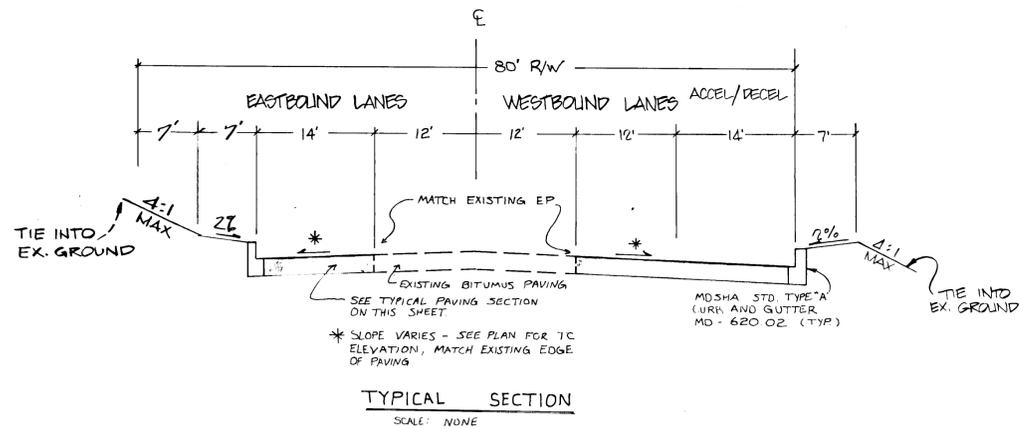 ℄
80' R/W
EASTBOUND LANES
WESTBOUND LANES
ACCEL/DECEL
7'
7'
14'
12'
12'
12'
14'
7'
4:1
MAX
2%
TIE INTO
EX. GROUND
MATCH EXISTING EP
*
*
2%
4:1
MAX
TIE INTO
EX. GROUND
EXISTING BITUMUS PAVING
SEE TYPICAL PAVING SECTION
ON THIS SHEET.
MDSHA STD. TYPE "A"
CURB AND GUTTER
MD - 620.02 (TYP)
* SLOPE VARIES - SEE PLAN FOR TC
ELEVATION, MATCH EXISTING EDGE
OF PAVING
TYPICAL SECTION
SCALE: NONE